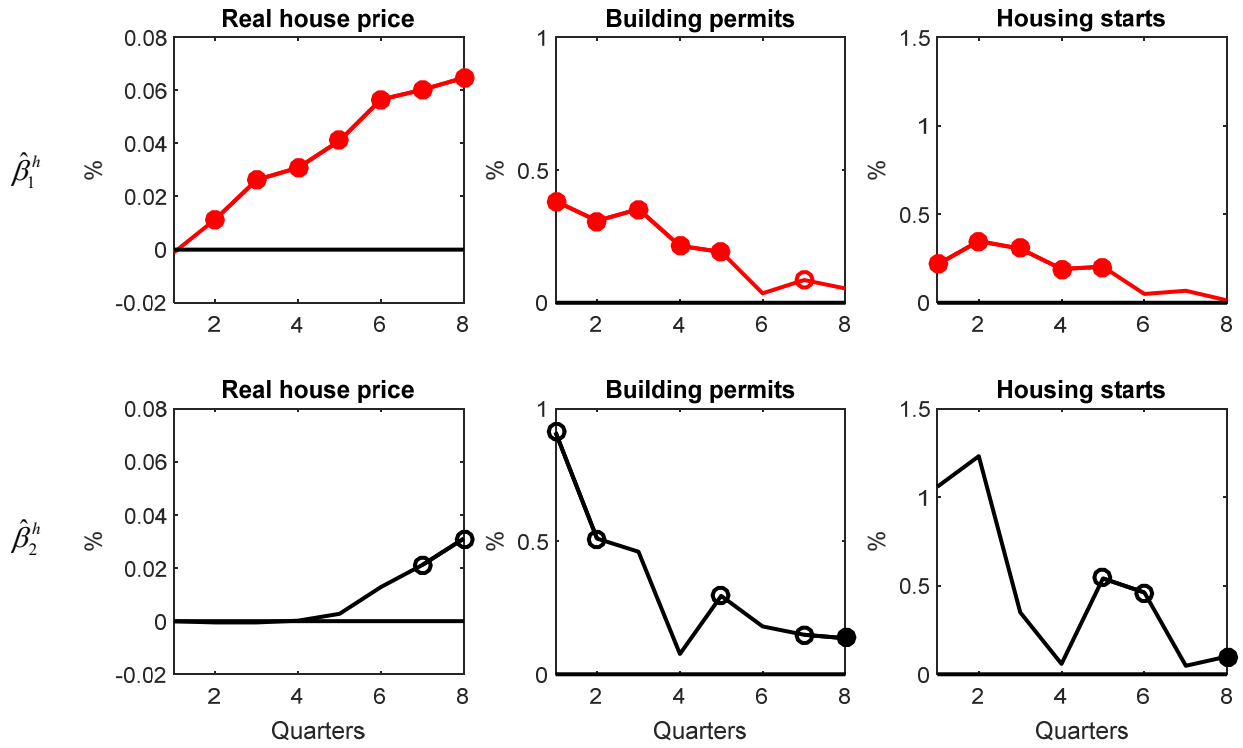 Real house price Building permits Housing starts
0.08 1 1.5
0.06
1
0.04
β̂₁ʰ % % 0.5 %
0.02
0.5
0
-0.02 0 0
2 4 6 8 2 4 6 8 2 4 6 8
Real house price Building permits Housing starts
0.08 1 1.5
0.06
1
0.04
β̂₂ʰ % % 0.5 %
0.02
0.5
0
-0.02 0 0
2 4 6 8 2 4 6 8 2 4 6 8
Quarters Quarters Quarters